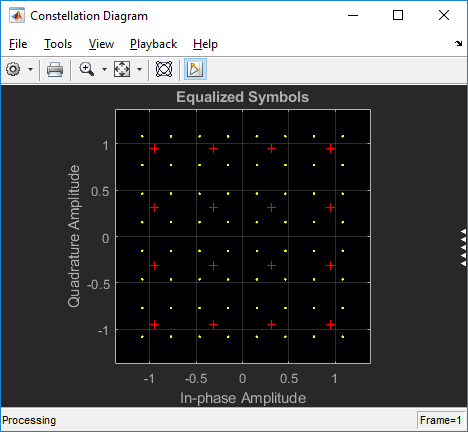 Constellation Diagram
File Tools View Playback Help
Equalized Symbols
Quadrature Amplitude
1
0.5
0
-0.5
-1
-1 -0.5 0 0.5 1
In-phase Amplitude
Processing Frame=1